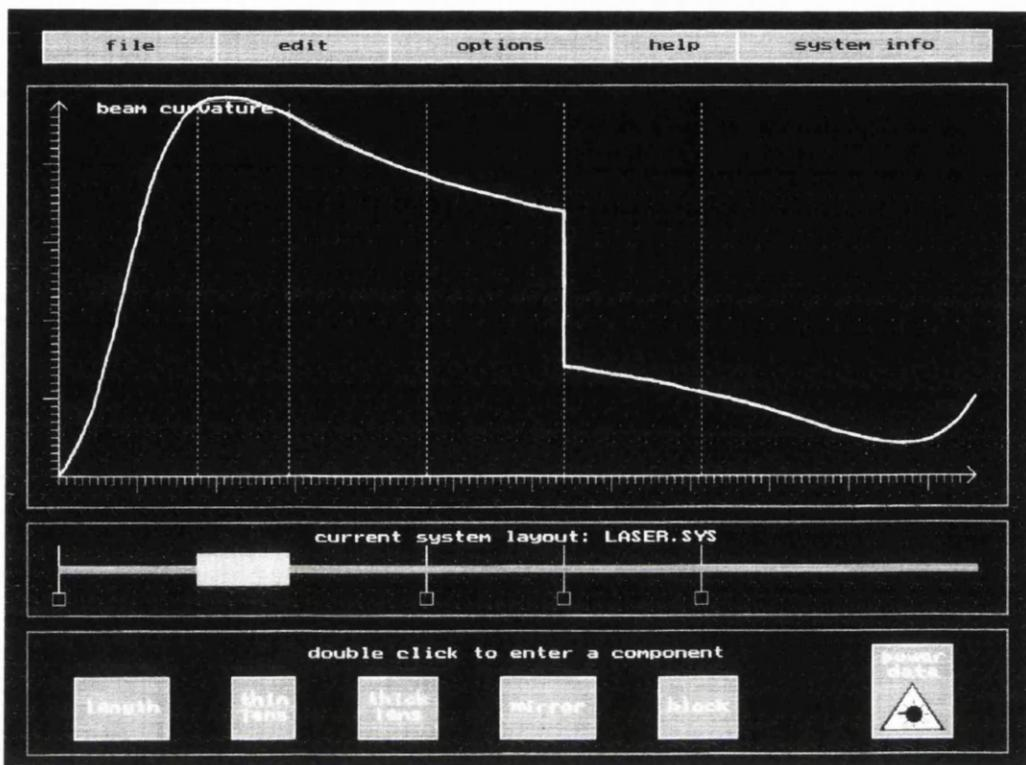 file edit options help system info
beam curvature
current system layout: LASER.SYS
double click to enter a component
power
data
length thin
lens thick
lens mirror block